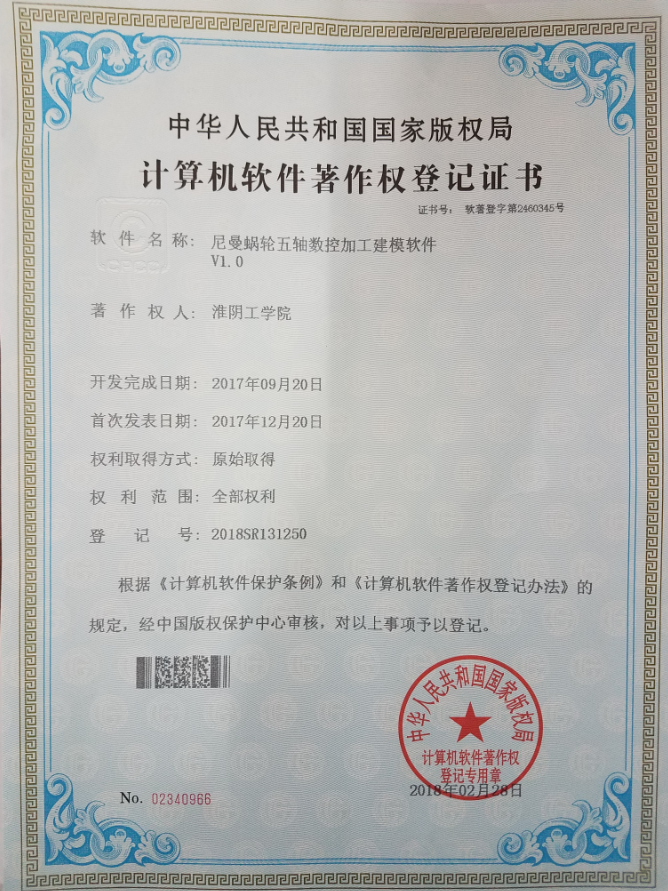 中华人民共和国国家版权局
计算机软件著作权登记证书
证书号： 软著登字第2460345号
软件名称： 尼曼蜗轮五轴数控加工建模软件
V1.0
著作权人： 淮阴工学院
开发完成日期： 2017年09月20日
首次发表日期： 2017年12月20日
权利取得方式： 原始取得
权利范围： 全部权利
登记号： 2018SR131250
根据《计算机软件保护条例》和《计算机软件著作权登记办法》的
规定，经中国版权保护中心审核，对以上事项予以登记。
中华人民共和国国家版权局
计算机软件著作权
登记专用章
No. 02340966
2018年02月28日